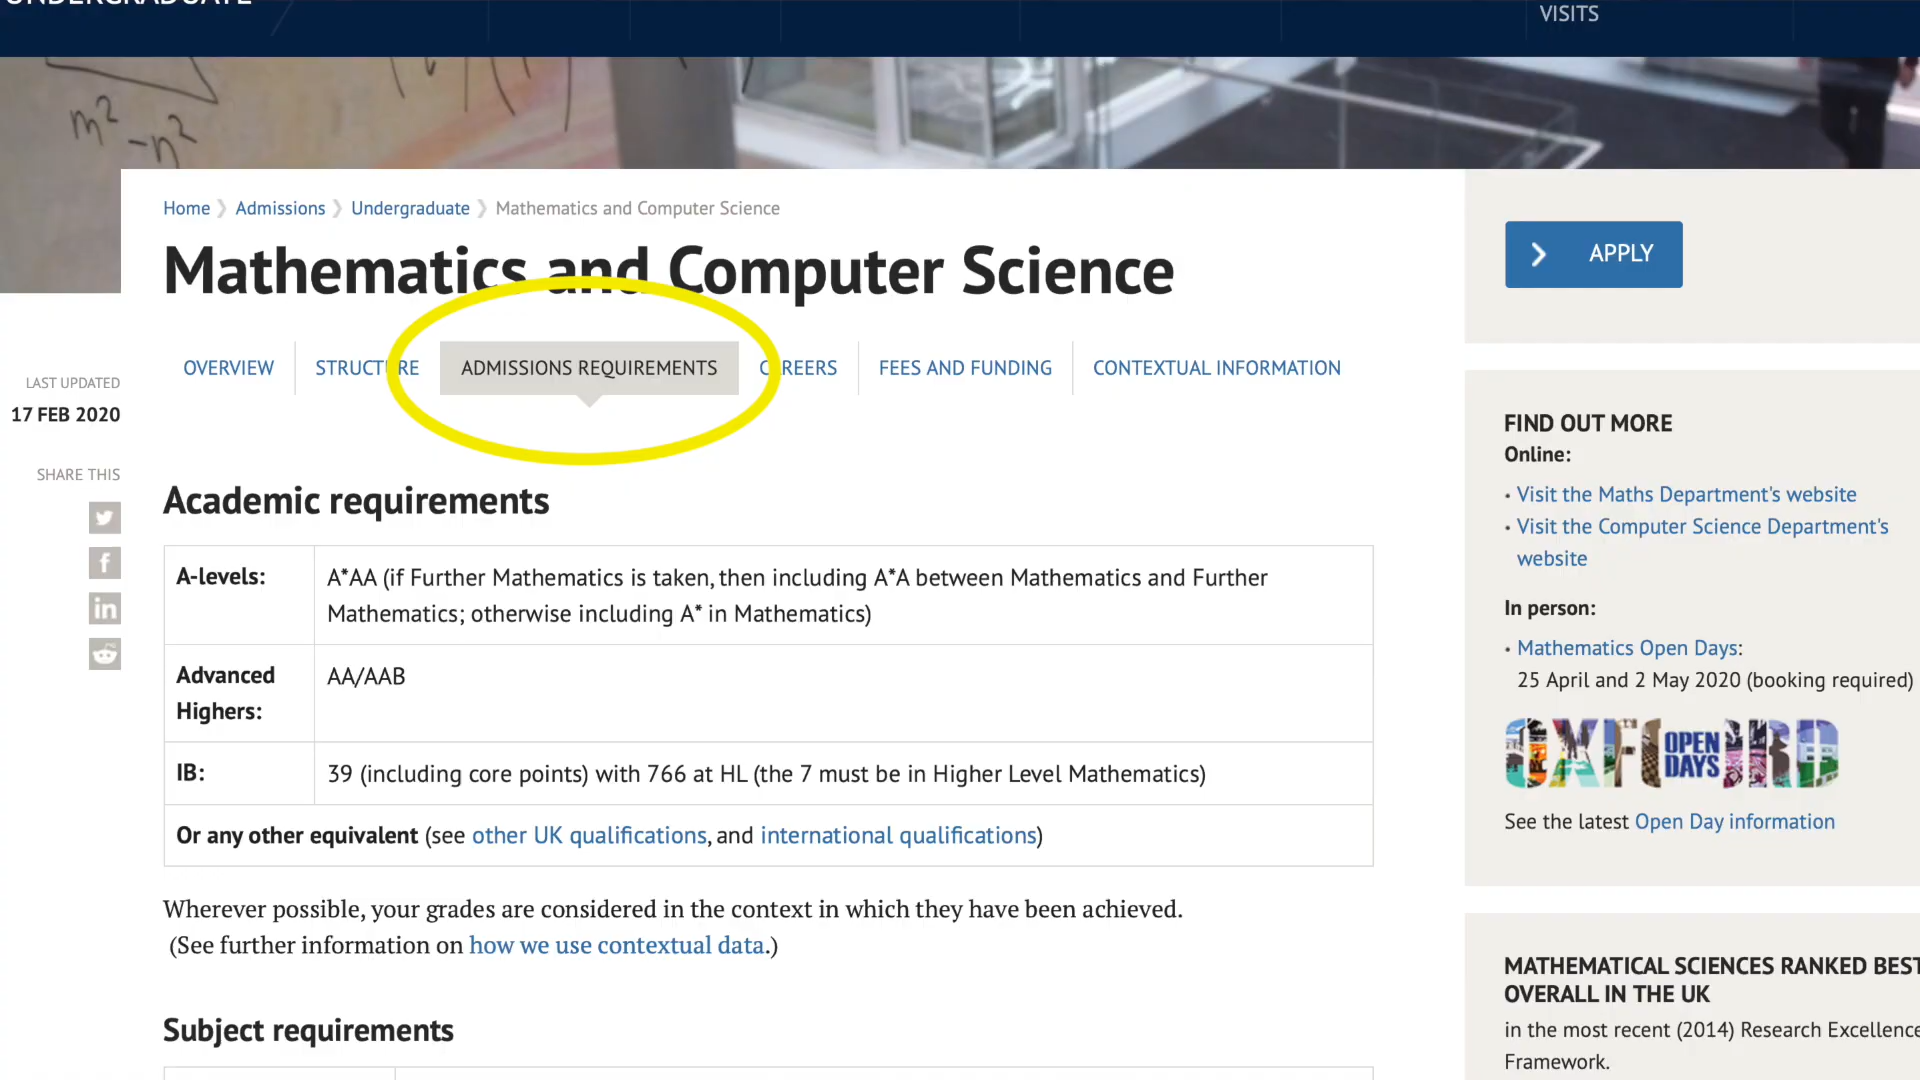 UNDERGRADUATE
VISITS
m² - n²
Home Admissions Undergraduate Mathematics and Computer Science
Mathematics and Computer Science
APPLY
OVERVIEW STRUCTURE ADMISSIONS REQUIREMENTS CAREERS FEES AND FUNDING CONTEXTUAL INFORMATION
LAST UPDATED
17 FEB 2020
SHARE THIS
Academic requirements
A-levels: A*AA (if Further Mathematics is taken, then including A*A between Mathematics and Further
Mathematics; otherwise including A* in Mathematics)
Advanced
Highers: AA/AAB
IB: 39 (including core points) with 766 at HL (the 7 must be in Higher Level Mathematics)
Or any other equivalent (see other UK qualifications, and international qualifications)
Wherever possible, your grades are considered in the context in which they have been achieved.
(See further information on how we use contextual data.)
Subject requirements
FIND OUT MORE
Online:
• Visit the Maths Department's website
• Visit the Computer Science Department's
website
In person:
• Mathematics Open Days:
25 April and 2 May 2020 (booking required)
OXFORD
OPEN
DAYS
See the latest Open Day information
MATHEMATICAL SCIENCES RANKED BEST
OVERALL IN THE UK
in the most recent (2014) Research Excellence
Framework.